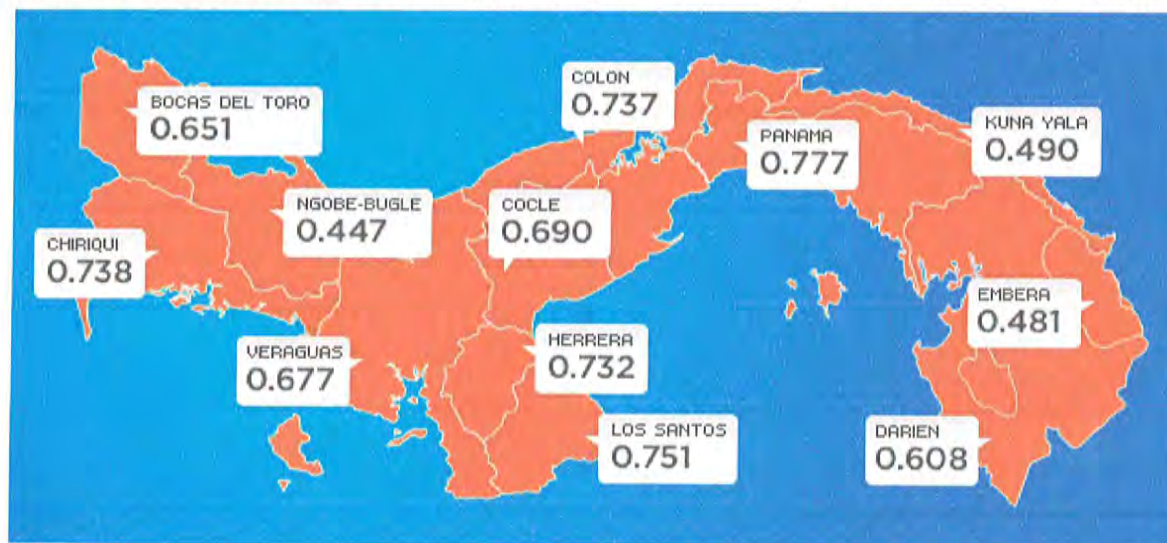 BOCAS DEL TORO
0.651
COLON
0.737
PANAMA
0.777
KUNA YALA
0.490
NGOBE-BUGLE
0.447
COCLE
0.690
CHIRIQUI
0.738
EMBERA
0.481
VERAGUAS
0.677
HERRERA
0.732
LOS SANTOS
0.751
DARIEN
0.608